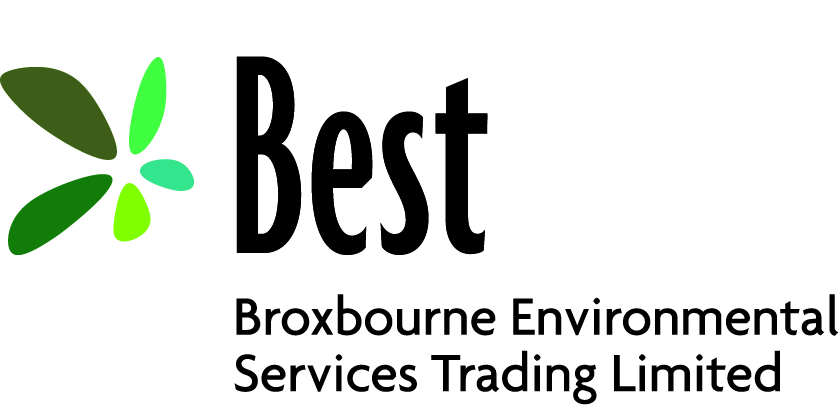 Best
Broxbourne Environmental
Services Trading Limited